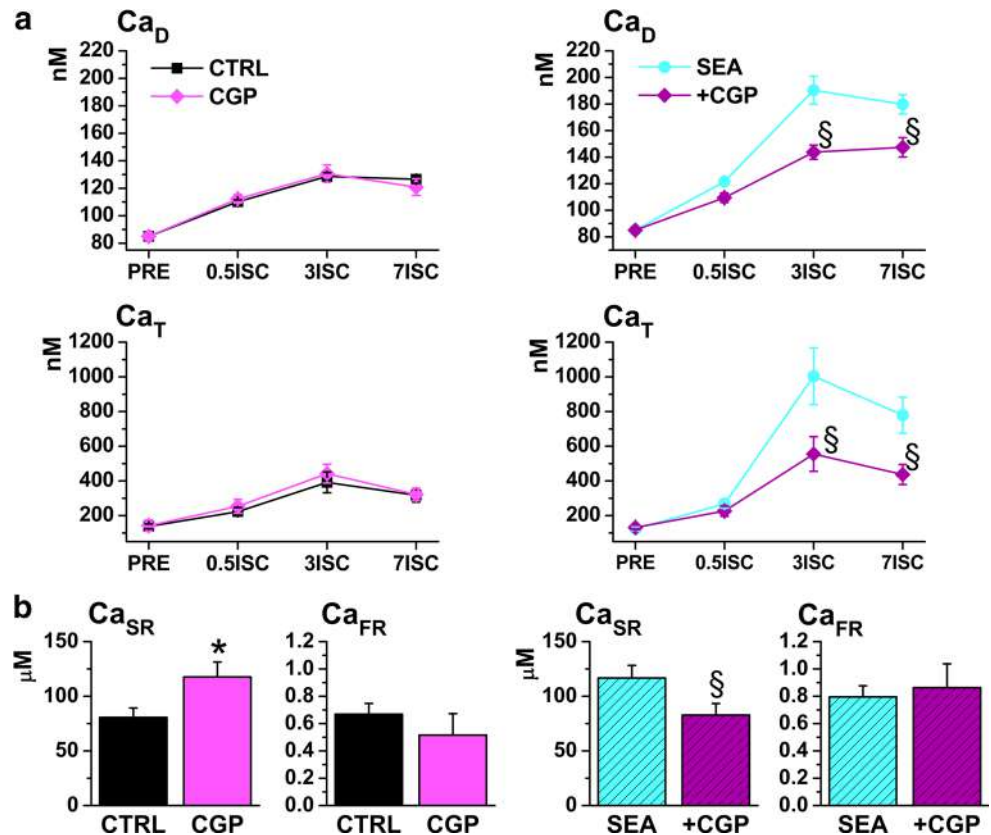 a
Ca_D
nM
220
200
180
160
140
120
100
80
CTRL
CGP
PRE 0.5ISC 3ISC 7ISC
Ca_D
nM
220
200
180
160
140
120
100
80
SEA
+CGP
§ §
PRE 0.5ISC 3ISC 7ISC
Ca_T
nM
1200
1000
800
600
400
200
PRE 0.5ISC 3ISC 7ISC
Ca_T
nM
1200
1000
800
600
400
200
§ §
PRE 0.5ISC 3ISC 7ISC
b
Ca_SR
µM
150
100
50
0
*
CTRL CGP
Ca_FR
1.2
1.0
0.8
0.6
0.4
0.2
0.0
CTRL CGP
Ca_SR
µM
150
100
50
0
§
SEA +CGP
Ca_FR
1.2
1.0
0.8
0.6
0.4
0.2
0.0
SEA +CGP